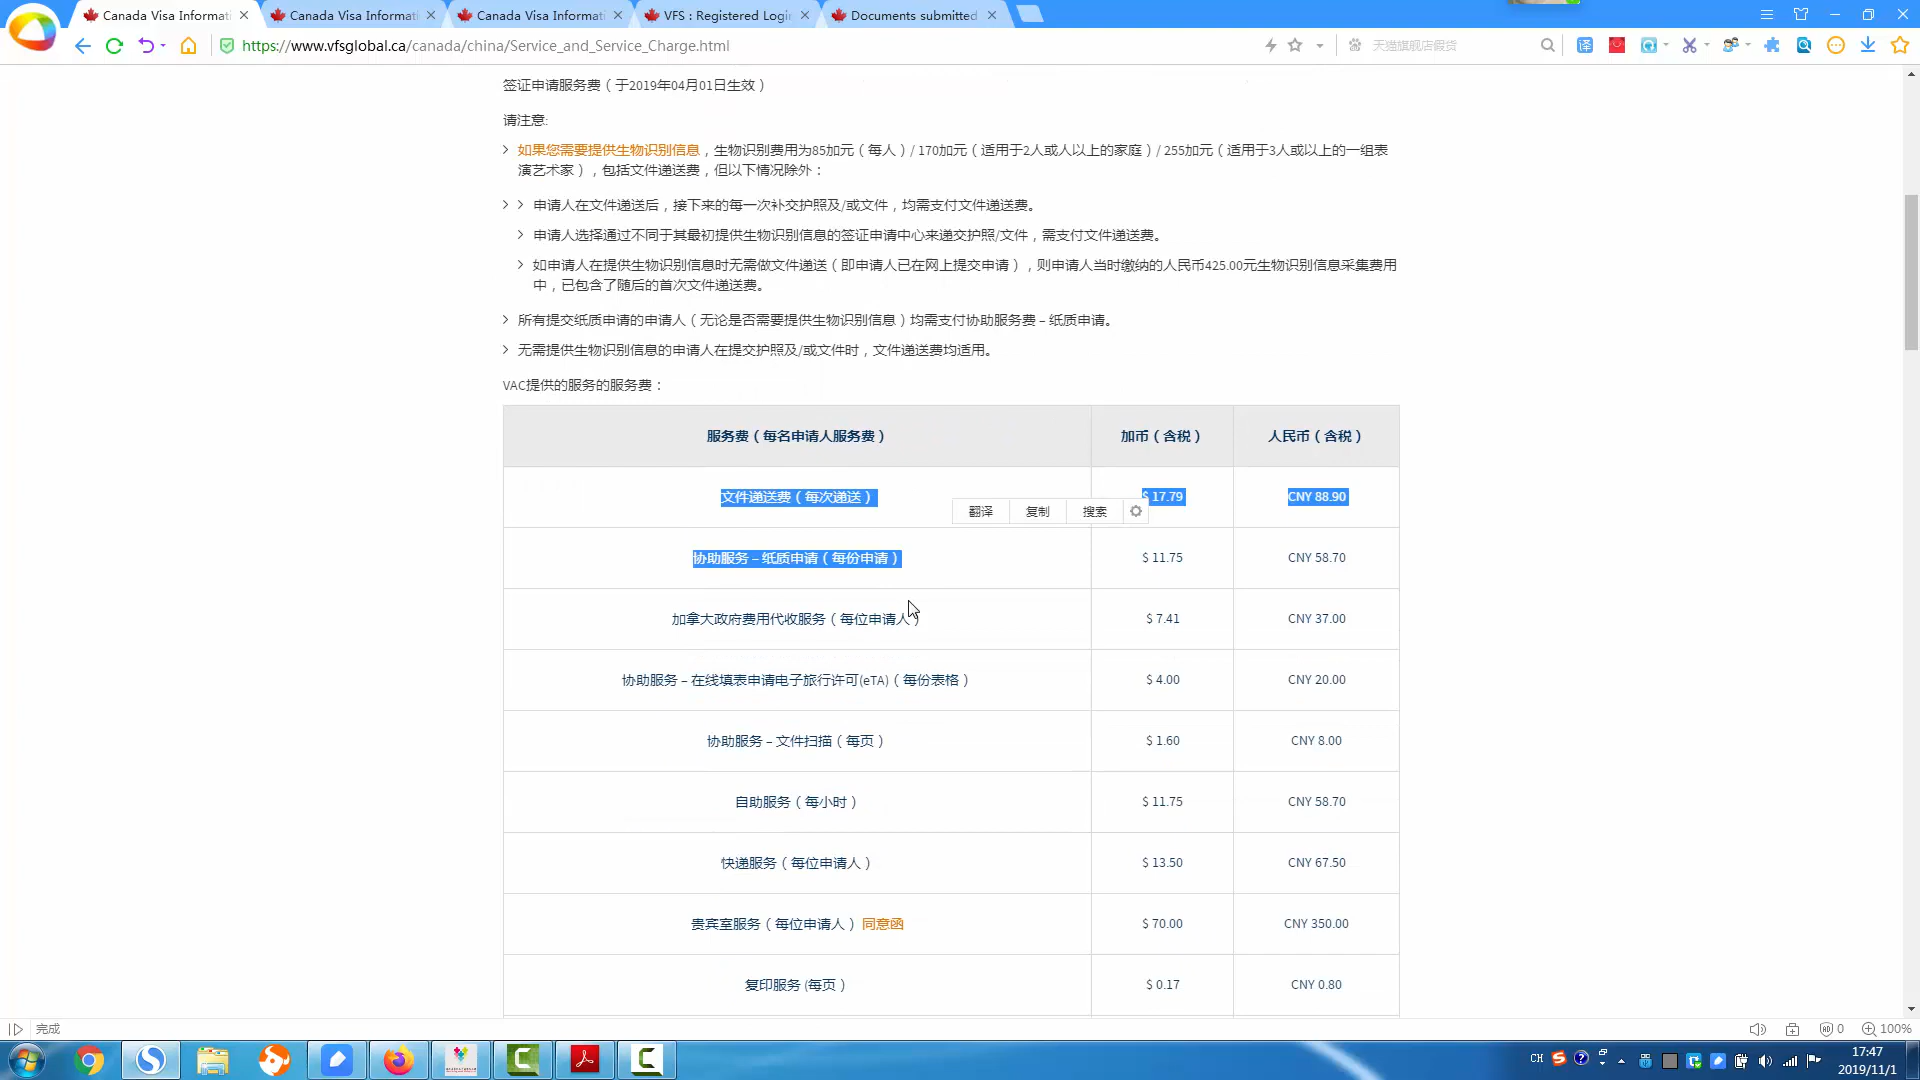 Canada Visa Informati
Canada Visa Informati
Canada Visa Informati
VFS : Registered Logi
Documents submitted
https://www.vfsglobal.ca/canada/china/Service_and_Service_Charge.html
天猫旗舰店假货
签证申请服务费（于2019年04月01日生效）
请注意:
如果您需要提供生物识别信息，生物识别费用为85加元（每人）/ 170加元（适用于2人或人以上的家庭）/ 255加元（适用于3人或以上的一组表
演艺术家），包括文件递送费，但以下情况除外：
申请人在文件递送后，接下来的每一次补交护照及/或文件，均需支付文件递送费。
申请人选择通过不同于其最初提供生物识别信息的签证申请中心来递交护照/文件，需支付文件递送费。
如申请人在提供生物识别信息时无需做文件递送（即申请人已在网上提交申请），则申请人当时缴纳的人民币425.00元生物识别信息采集费用
中，已包含了随后的首次文件递送费。
所有提交纸质申请的申请人（无论是否需要提供生物识别信息）均需支付协助服务费 – 纸质申请。
无需提供生物识别信息的申请人在提交护照及/或文件时，文件递送费均适用。
VAC提供的服务的服务费：
服务费（每名申请人服务费） 加币（含税） 人民币（含税）
文件递送费（每次递送） $ 17.79 CNY 88.90
翻译 复制 搜索
协助服务 – 纸质申请（每份申请） $ 11.75 CNY 58.70
加拿大政府费用代收服务（每位申请人） $ 7.41 CNY 37.00
协助服务 – 在线填表申请电子旅行许可(eTA)（每份表格） $ 4.00 CNY 20.00
协助服务 – 文件扫描（每页） $ 1.60 CNY 8.00
自助服务（每小时） $ 11.75 CNY 58.70
快递服务（每位申请人） $ 13.50 CNY 67.50
贵宾室服务（每位申请人） 同意函 $ 70.00 CNY 350.00
复印服务 (每页） $ 0.17 CNY 0.80
完成
0
100%
CH
17:47
2019/11/1